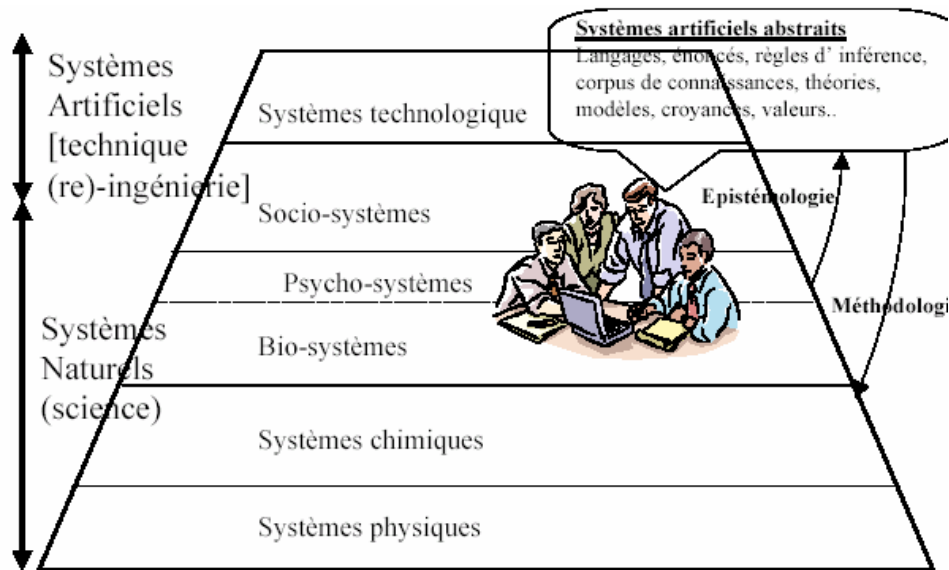 Systèmes
Artificiels
[technique
(re)-ingénierie]
Systèmes
Naturels
(science)
Systèmes artificiels abstraits
Langages, énoncés, règles d' inférence,
corpus de connaissances, théories,
modèles, croyances, valeurs..
Systèmes technologique
Socio-systèmes
Psycho-systèmes
Bio-systèmes
Systèmes chimiques
Systèmes physiques
Epistémologie
Méthodologi